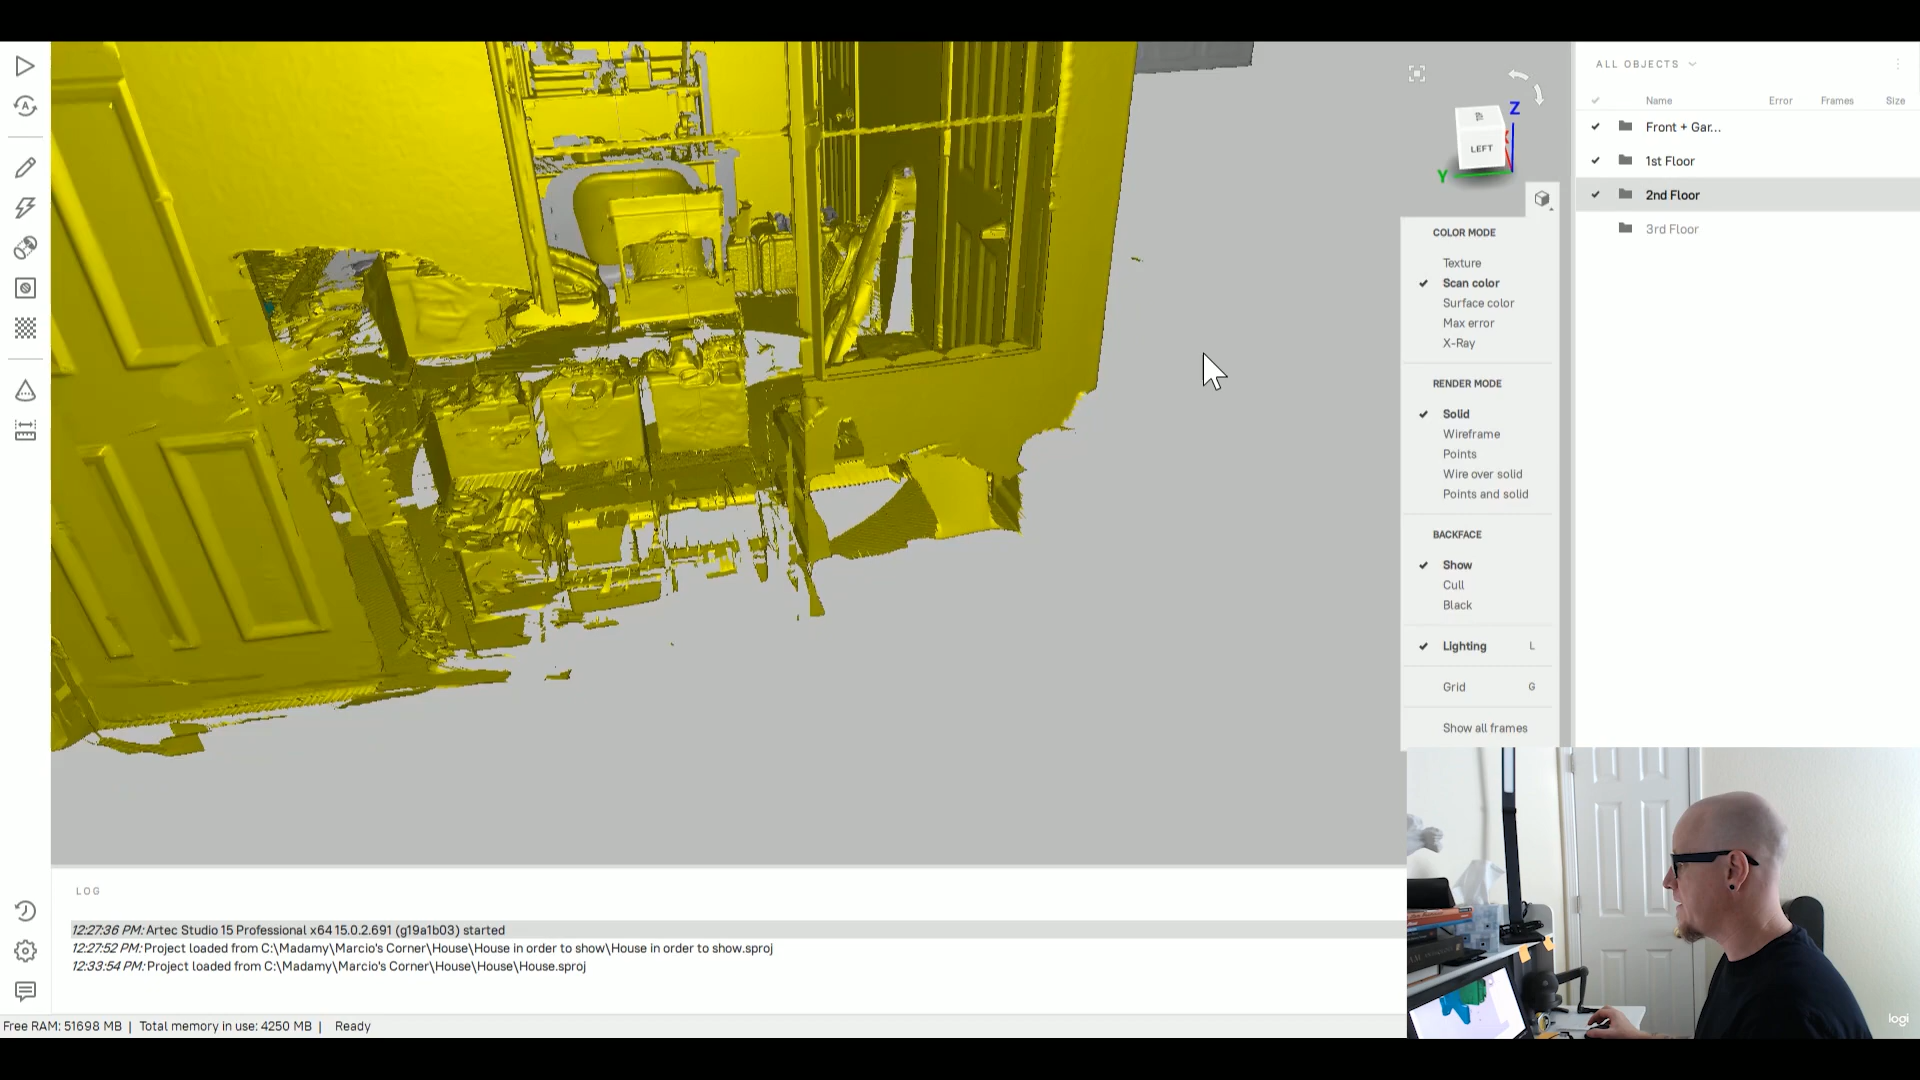 ALL OBJECTS
Name Error Frames Size
Front + Gar...
1st Floor
2nd Floor
3rd Floor
Z
LEFT
Y
COLOR MODE
Texture
Scan color
Surface color
Max error
X-Ray
RENDER MODE
Solid
Wireframe
Points
Wire over solid
Points and solid
BACKFACE
Show
Cull
Black
Lighting L
Grid G
Show all frames
LOG
12:27:36 PM: Artec Studio 15 Professional x64 15.0.2.691 (g19a1b03) started
12:27:52 PM: Project loaded from C:\Madamy\Marcio's Corner\House\House in order to show\House in order to show.sproj
12:33:54 PM: Project loaded from C:\Madamy\Marcio's Corner\House\House\House.sproj
Free RAM: 51698 MB | Total memory in use: 4250 MB | Ready
logi